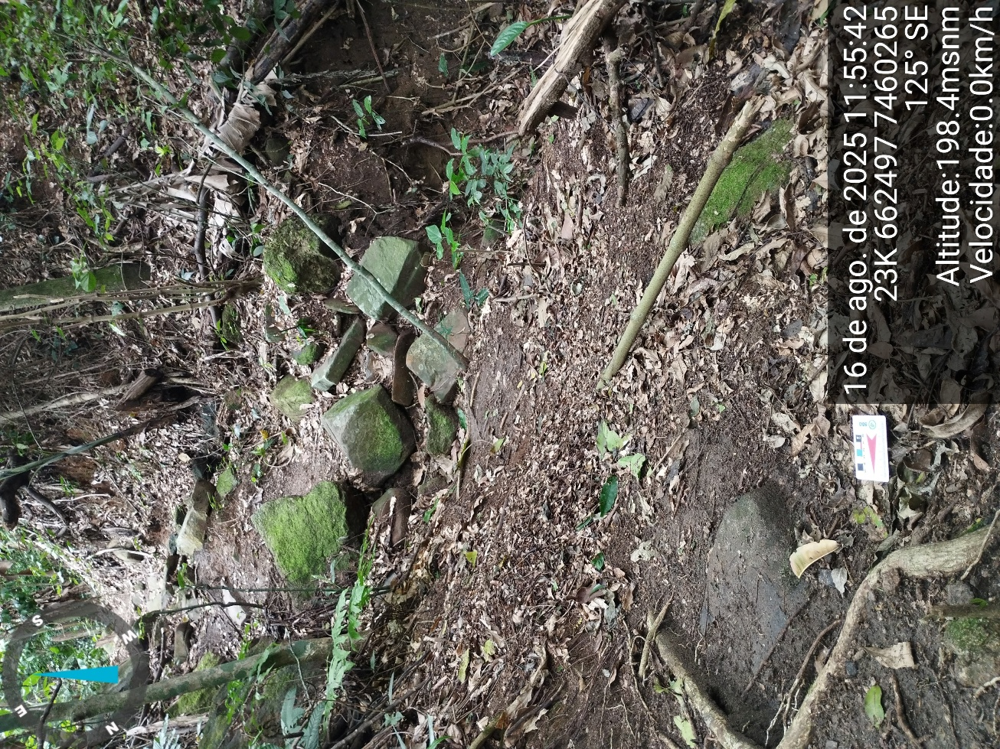 16 de ago. de 2025 11:55:42
23K 662497 7460265
125° SE
Altitude:198.4msnm
Velocidade:0.0km/h
S
W
E
N